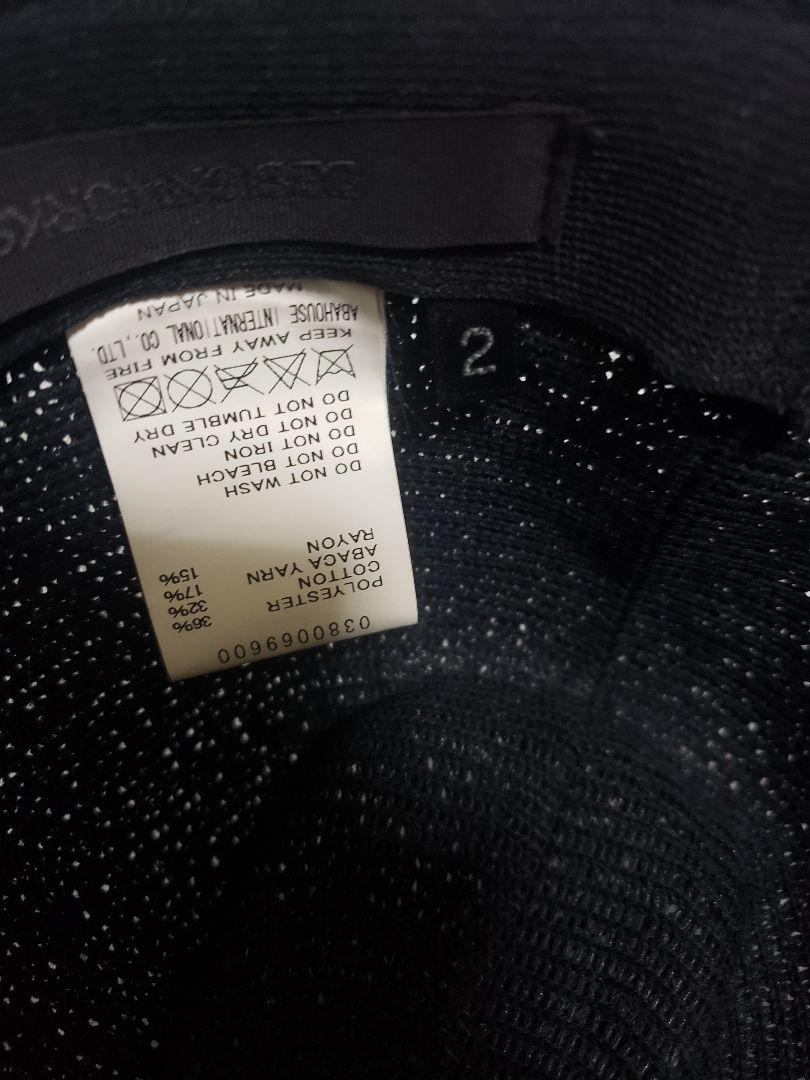 0380069600
POLYESTER 36%
COTTON 32%
ABACA YARN 17%
RAYON 15%
DO NOT WASH
DO NOT BLEACH
DO NOT IRON
DO NOT DRY CLEAN
DO NOT TUMBLE DRY
KEEP AWAY FROM FIRE
ABAHOUSE INTERNATIONAL CO., LTD.
MADE IN JAPAN
2